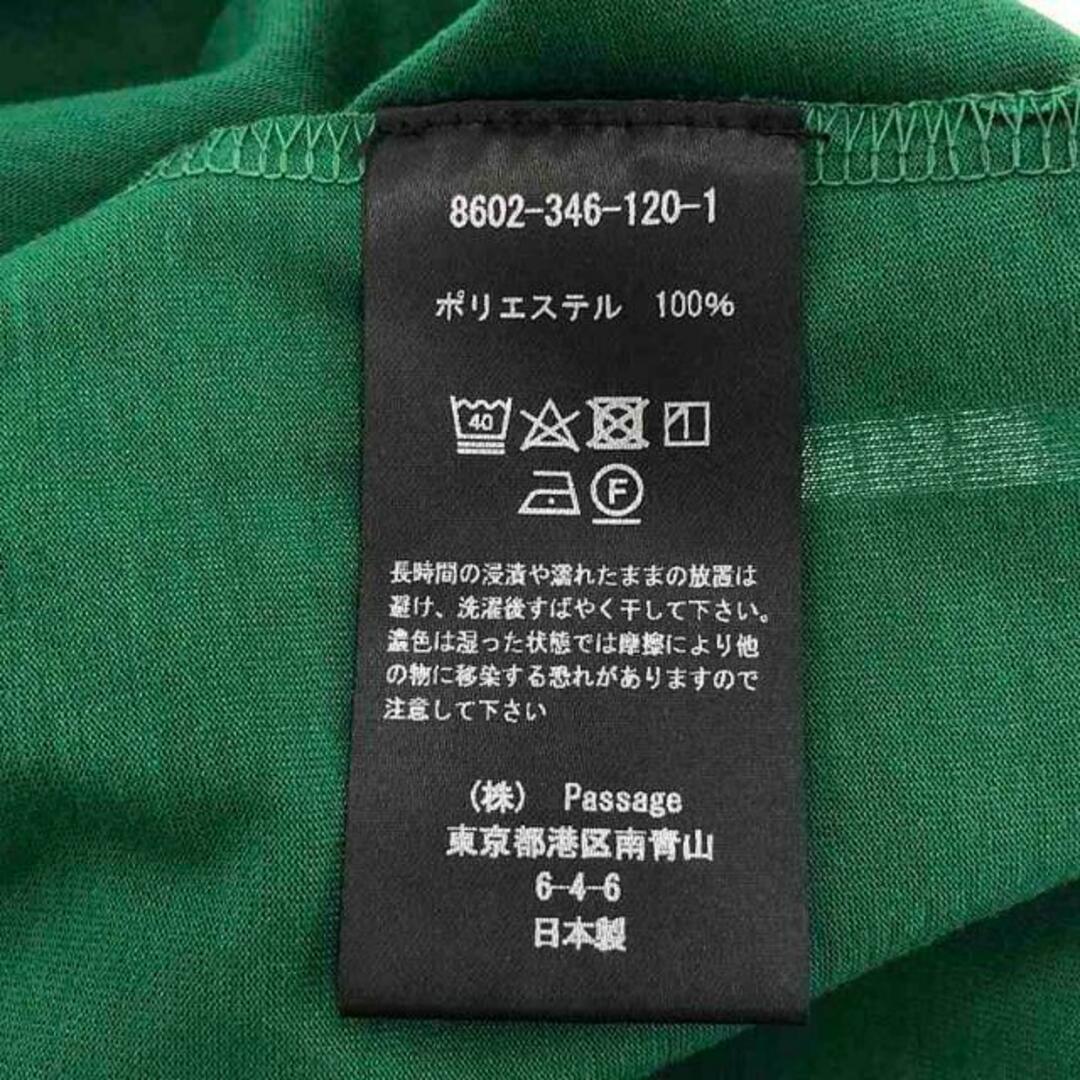 8602-346-120-1
ポリエステル 100%
40
F
長時間の浸漬や濡れたままの放置は
避け、洗濯後すばやく干して下さい。
濃色は湿った状態では摩擦により他
の物に移染する恐れがありますので
注意して下さい
(株) Passage
東京都港区南青山
6-4-6
日本製